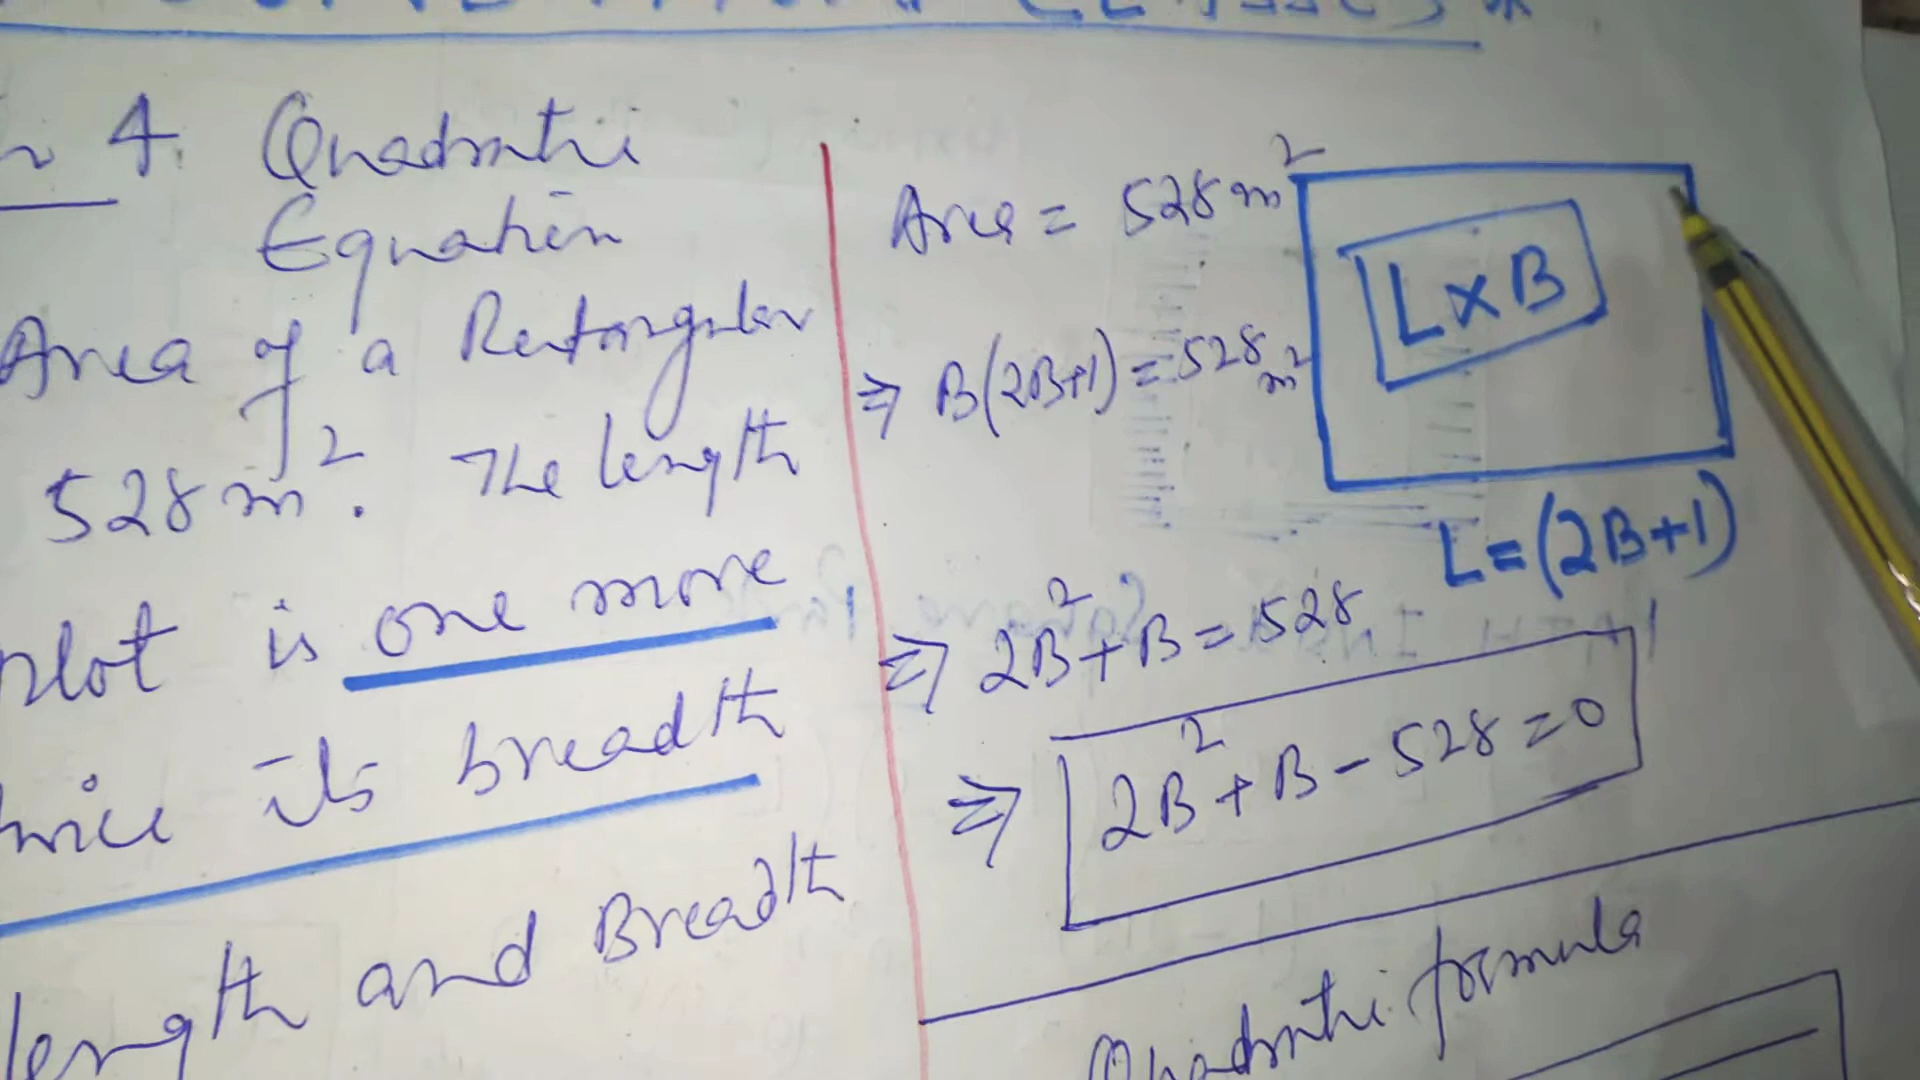 4. Quadratic
Equation
Area of a Rectangular
528 m². The length
plot is one more
its breadth
length and Breadth
Area = 528 m²
⇒ B(2B+1) = 528 m²
L×B
L=(2B+1)
⇒ 2B²+B=528
⇒ 2B²+B-528=0
Quadratic formula